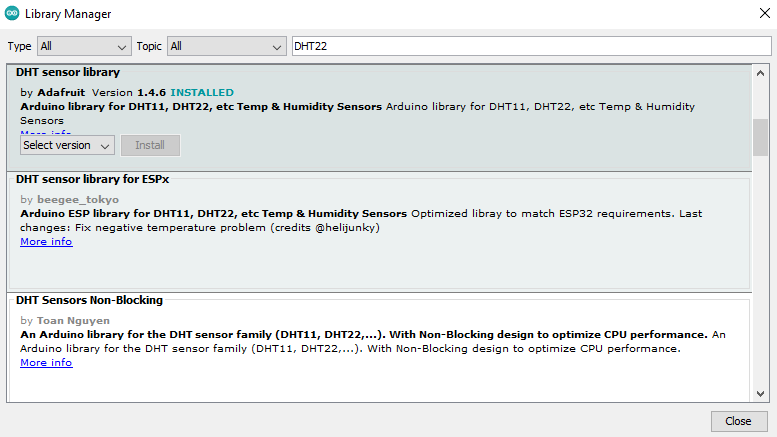 Library Manager
Type All Topic All DHT22
DHT sensor library
by Adafruit Version 1.4.6 INSTALLED
Arduino library for DHT11, DHT22, etc Temp & Humidity Sensors Arduino library for DHT11, DHT22, etc Temp & Humidity
Sensors
More info
Select version Install
DHT sensor library for ESPx
by beegee_tokyo
Arduino ESP library for DHT11, DHT22, etc Temp & Humidity Sensors Optimized libray to match ESP32 requirements. Last
changes: Fix negative temperature problem (credits @helijunky)
More info
DHT Sensors Non-Blocking
by Toan Nguyen
An Arduino library for the DHT sensor family (DHT11, DHT22,...). With Non-Blocking design to optimize CPU performance. An
Arduino library for the DHT sensor family (DHT11, DHT22,...). With Non-Blocking design to optimize CPU performance.
More info
Close